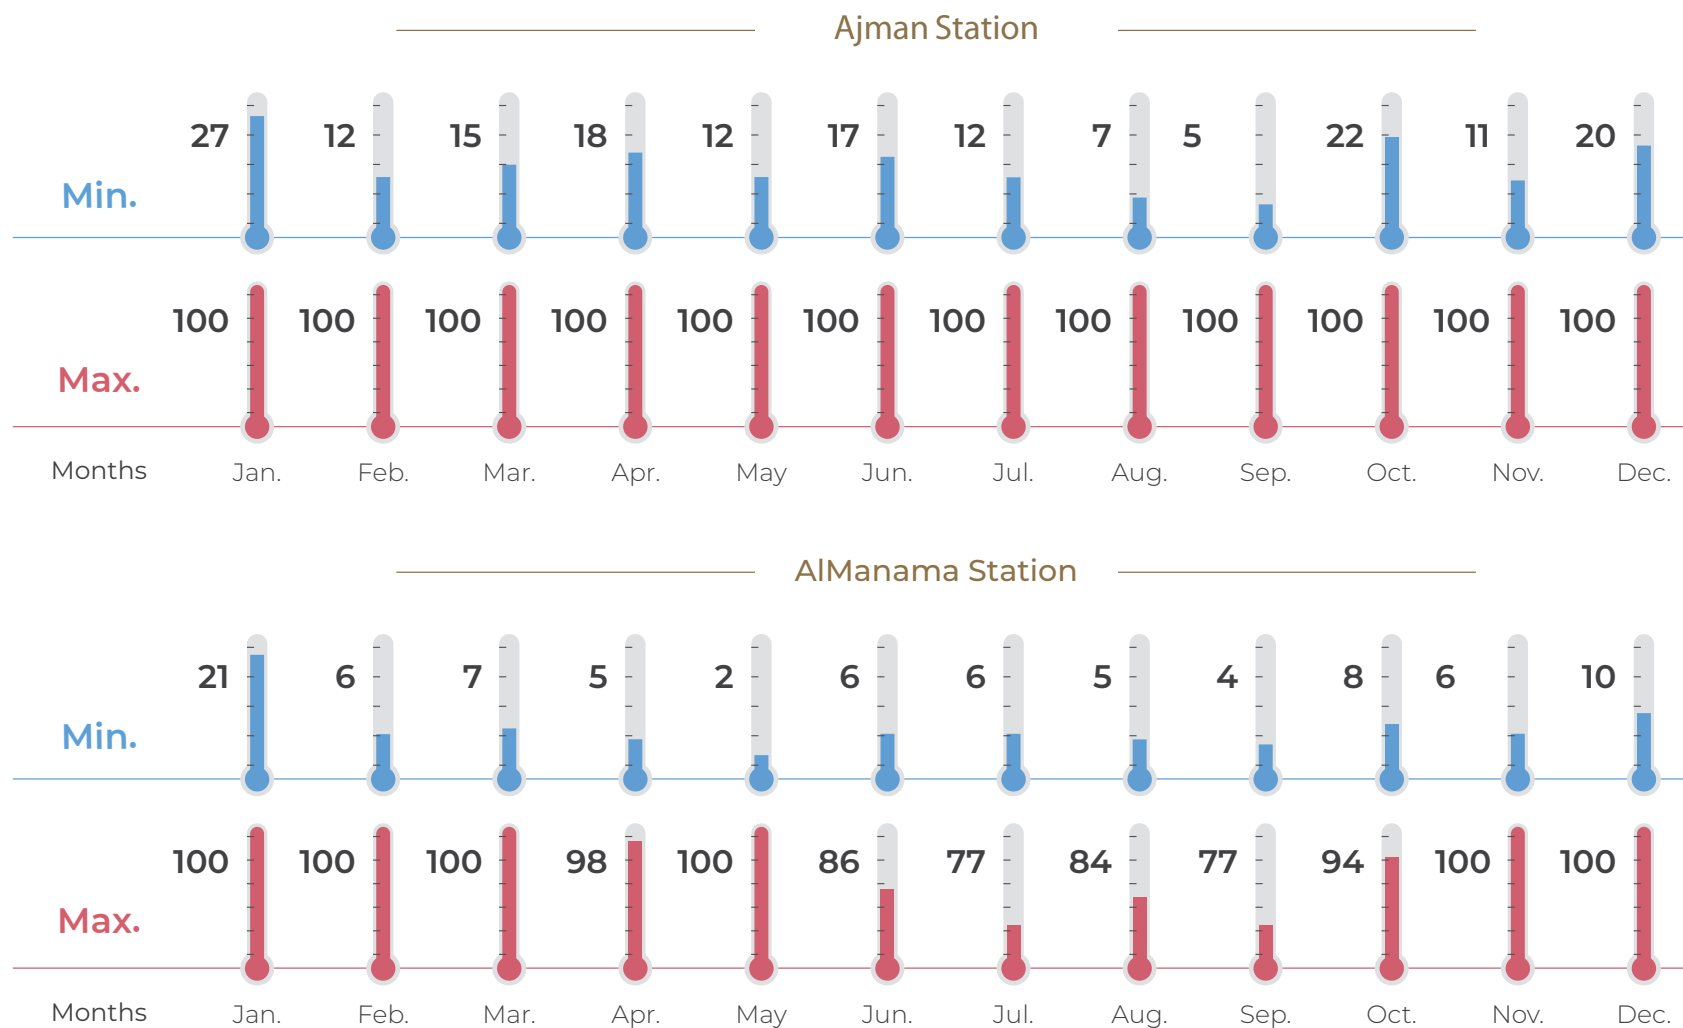 Ajman Station
27 12 15 18 12 17 12 7 5 22 11 20
Min.
100 100 100 100 100 100 100 100 100 100 100 100
Max.
Months Jan. Feb. Mar. Apr. May Jun. Jul. Aug. Sep. Oct. Nov. Dec.
AlManama Station
21 6 7 5 2 6 6 5 4 8 6 10
Min.
100 100 100 98 100 86 77 84 77 94 100 100
Max.
Months Jan. Feb. Mar. Apr. May Jun. Jul. Aug. Sep. Oct. Nov. Dec.